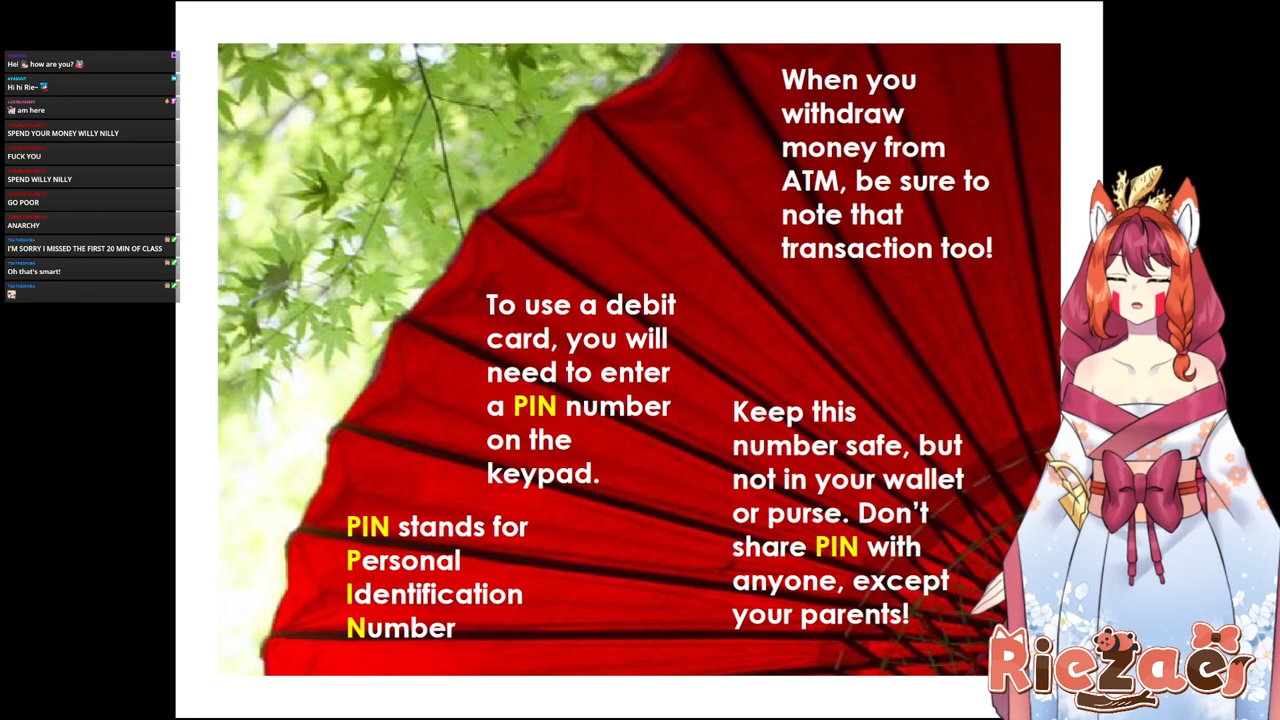 Hei how are you?
Hi hi Rie~
am here
SPEND YOUR MONEY WILLY NILLY
FUCK YOU
SPEND WILLY NILLY
GO POOR
ANARCHY
I'M SORRY I MISSED THE FIRST 20 MIN OF CLASS
Oh that's smart!
When you
withdraw
money from
ATM, be sure to
note that
transaction too!
To use a debit
card, you will
need to enter
a PIN number
on the
keypad.
Keep this
number safe, but
not in your wallet
or purse. Don't
share PIN with
anyone, except
your parents!
PIN stands for
Personal
Identification
Number
Riezae